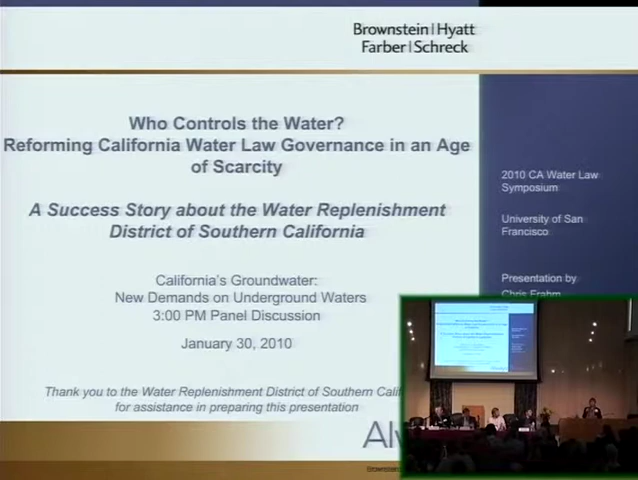 Brownstein | Hyatt
Farber | Schreck
Who Controls the Water?
Reforming California Water Law Governance in an Age
of Scarcity
A Success Story about the Water Replenishment
District of Southern California
California's Groundwater:
New Demands on Underground Waters
3:00 PM Panel Discussion
January 30, 2010
Thank you to the Water Replenishment District of Southern
for assistance in preparing this presentation
2010 CA Water Law
Symposium
University of San
Francisco
Presentation by
Chris Frahm